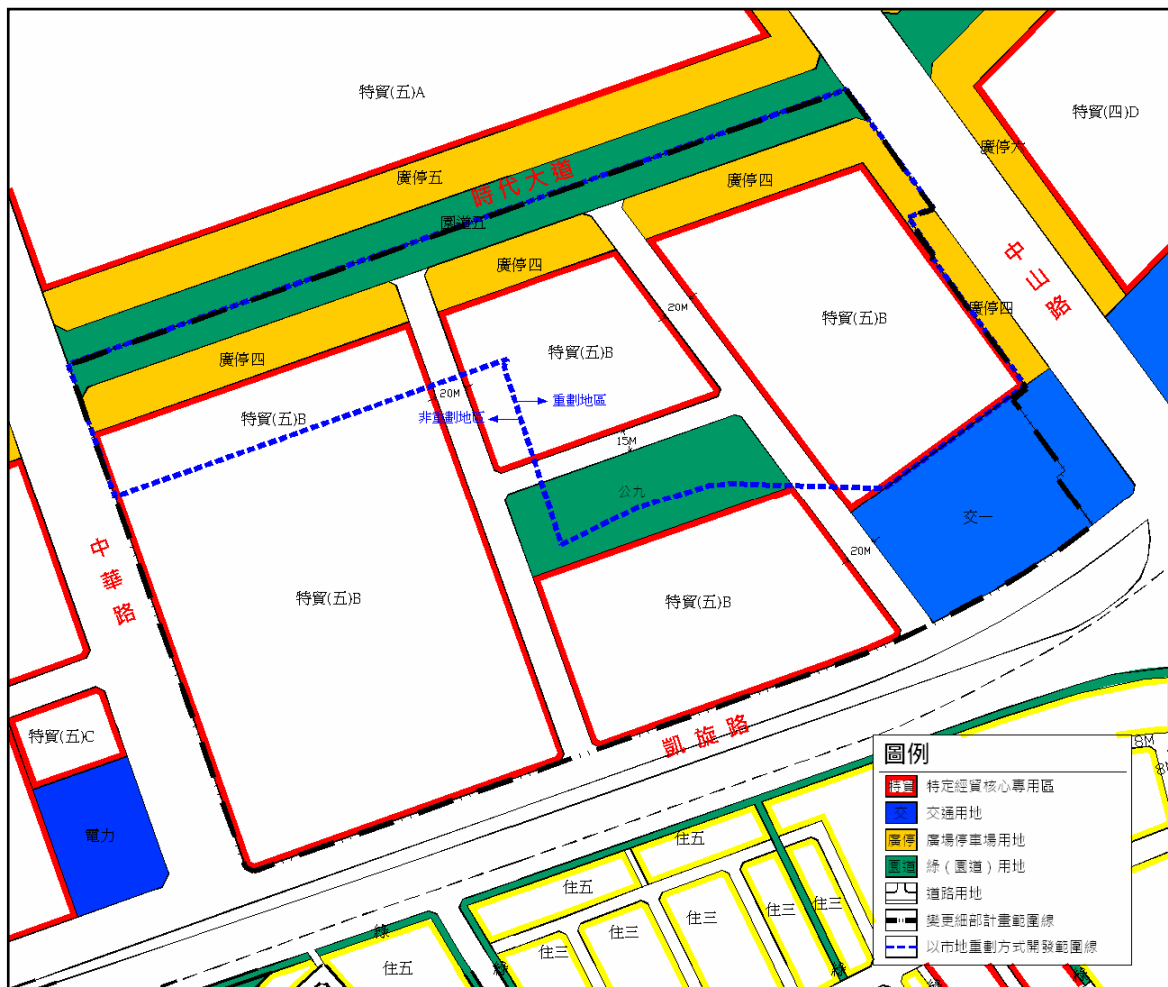 特貿(五)A
特貿(四)D
廣停六
廣停五
時代大道
廣停四
園道五
廣停四
中山路
20M
廣停四
特貿(五)B
特貿(五)B
廣停四
20M
重劃地區
特貿(五)B
非重劃地區
15M
公九
交一
中華路
20M
特貿(五)B
特貿(五)B
凱旋路
特貿(五)C
電力
8M
8M
住五
住五
住三
住三
住三
住三
住五
綠
綠
綠
綠
綠
圖例
特貿 特定經貿核心專用區
交 交通用地
廣停 廣場停車場用地
園道 綠（園道）用地
道路用地
變更細部計畫範圍線
以市地重劃方式開發範圍線